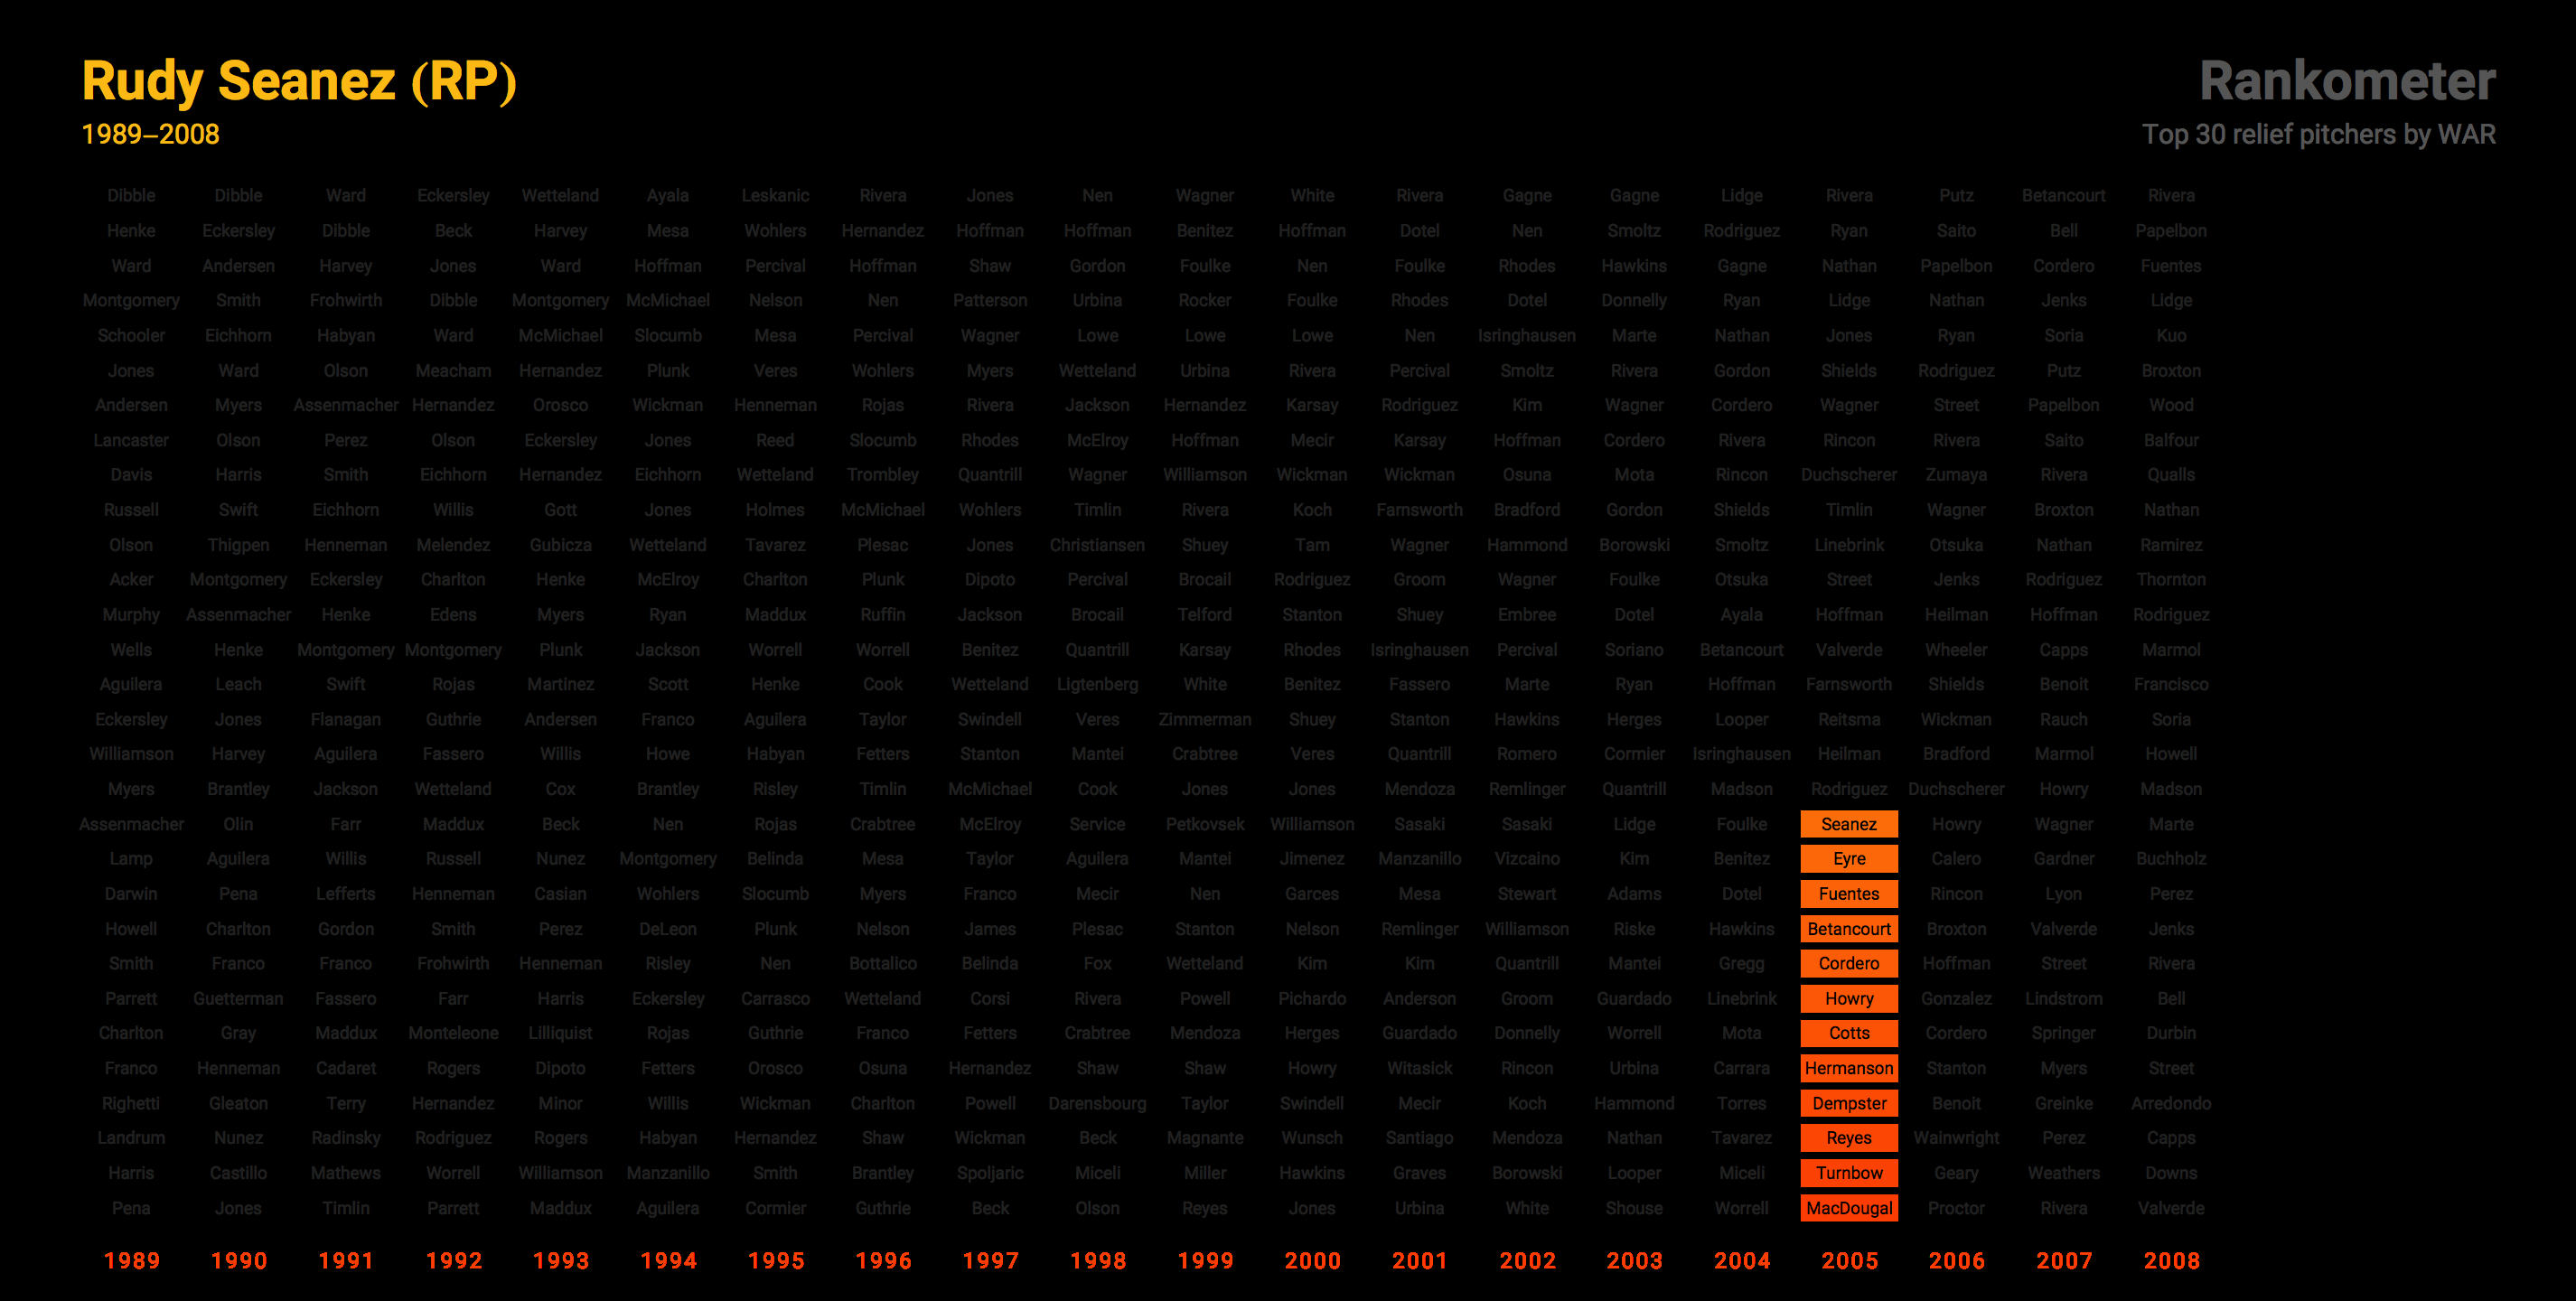 Rudy Seanez (RP) Rankometer
1989–2008 Top 30 relief pitchers by WAR
Dibble Dibble Ward Eckersley Wetteland Ayala Leskanic Rivera Jones Nen Wagner White Rivera Gagne Gagne Lidge Rivera Putz Betancourt Rivera
Henke Eckersley Dibble Beck Harvey Mesa Wohlers Hernandez Hoffman Hoffman Benitez Hoffman Dotel Nen Smoltz Rodriguez Ryan Saito Bell Papelbon
Ward Andersen Harvey Jones Ward Hoffman Percival Hoffman Shaw Gordon Foulke Nen Foulke Rhodes Hawkins Gagne Nathan Papelbon Cordero Fuentes
Montgomery Smith Frohwirth Dibble Montgomery McMichael Nelson Nen Patterson Urbina Rocker Foulke Rhodes Dotel Donnelly Ryan Lidge Nathan Jenks Lidge
Schooler Eichhorn Habyan Ward McMichael Slocumb Mesa Percival Wagner Lowe Lowe Lowe Nen Isringhausen Marte Nathan Jones Ryan Soria Kuo
Jones Ward Olson Meacham Hernandez Plunk Veres Wohlers Myers Wetteland Urbina Rivera Percival Smoltz Rivera Gordon Shields Rodriguez Putz Broxton
Andersen Myers Assenmacher Hernandez Orosco Wickman Henneman Rojas Rivera Jackson Hernandez Karsay Rodriguez Kim Wagner Cordero Wagner Street Papelbon Wood
Lancaster Olson Perez Olson Eckersley Jones Reed Slocumb Rhodes McElroy Hoffman Mecir Karsay Hoffman Cordero Rivera Rincon Rivera Saito Balfour
Davis Harris Smith Eichhorn Hernandez Eichhorn Wetteland Trombley Quantrill Wagner Williamson Wickman Wickman Osuna Mota Rincon Duchscherer Zumaya Rivera Qualls
Russell Swift Eichhorn Willis Gott Jones Holmes McMichael Wohlers Timlin Rivera Koch Farnsworth Bradford Gordon Shields Timlin Wagner Broxton Nathan
Olson Thigpen Henneman Melendez Gubicza Wetteland Tavarez Plesac Jones Christiansen Shuey Tam Wagner Hammond Borowski Smoltz Linebrink Otsuka Nathan Ramirez
Acker Montgomery Eckersley Charlton Henke McElroy Charlton Plunk Dipoto Percival Brocail Rodriguez Groom Wagner Foulke Otsuka Street Jenks Rodriguez Thornton
Murphy Assenmacher Henke Edens Myers Ryan Maddux Ruffin Jackson Brocail Telford Stanton Shuey Embree Dotel Ayala Hoffman Heilman Hoffman Rodriguez
Wells Henke Montgomery Montgomery Plunk Jackson Worrell Worrell Benitez Quantrill Karsay Rhodes Isringhausen Percival Soriano Betancourt Valverde Wheeler Capps Marmol
Aguilera Leach Swift Rojas Martinez Scott Henke Cook Wetteland Ligtenberg White Benitez Fassero Marte Ryan Hoffman Farnsworth Shields Benoit Francisco
Eckersley Jones Flanagan Guthrie Andersen Franco Aguilera Taylor Swindell Veres Zimmerman Shuey Stanton Hawkins Herges Looper Reitsma Wickman Rauch Soria
Williamson Harvey Aguilera Fassero Willis Howe Habyan Fetters Stanton Mantei Crabtree Veres Quantrill Romero Cormier Isringhausen Heilman Bradford Marmol Howell
Myers Brantley Jackson Wetteland Cox Brantley Risley Timlin McMichael Cook Jones Jones Mendoza Remlinger Quantrill Madson Rodriguez Duchscherer Howry Madson
Assenmacher Olin Farr Maddux Beck Nen Rojas Crabtree McElroy Service Petkovsek Williamson Sasaki Sasaki Lidge Foulke Seanez Howry Wagner Marte
Lamp Aguilera Willis Russell Nunez Montgomery Belinda Mesa Taylor Aguilera Mantei Jimenez Manzanillo Vizcaino Kim Benitez Eyre Calero Gardner Buchholz
Darwin Pena Lefferts Henneman Casian Wohlers Slocumb Myers Franco Mecir Nen Garces Mesa Stewart Adams Dotel Fuentes Rincon Lyon Perez
Howell Charlton Gordon Smith Perez DeLeon Plunk Nelson James Plesac Stanton Nelson Remlinger Williamson Riske Hawkins Betancourt Broxton Valverde Jenks
Smith Franco Franco Frohwirth Henneman Risley Nen Bottalico Belinda Fox Wetteland Kim Kim Quantrill Mantei Gregg Cordero Hoffman Street Rivera
Parrett Guetterman Fassero Farr Harris Eckersley Carrasco Wetteland Corsi Rivera Powell Pichardo Anderson Groom Guardado Linebrink Howry Gonzalez Lindstrom Bell
Charlton Gray Maddux Monteleone Lilliquist Rojas Guthrie Franco Fetters Crabtree Mendoza Herges Guardado Donnelly Worrell Mota Cotts Cordero Springer Durbin
Franco Henneman Cadaret Rogers Dipoto Fetters Orosco Osuna Hernandez Shaw Shaw Howry Witasick Rincon Urbina Carrara Hermanson Stanton Myers Street
Righetti Gleaton Terry Hernandez Minor Willis Wickman Charlton Powell Darensbourg Taylor Swindell Mecir Koch Hammond Torres Dempster Benoit Greinke Arredondo
Landrum Nunez Radinsky Rodriguez Rogers Habyan Hernandez Shaw Wickman Beck Magnante Wunsch Santiago Mendoza Nathan Tavarez Reyes Wainwright Perez Capps
Harris Castillo Mathews Worrell Williamson Manzanillo Smith Brantley Spoljaric Miceli Miller Hawkins Graves Borowski Looper Miceli Turnbow Geary Weathers Downs
Pena Jones Timlin Parrett Maddux Aguilera Cormier Guthrie Beck Olson Reyes Jones Urbina White Shouse Worrell MacDougal Proctor Rivera Valverde
1989 1990 1991 1992 1993 1994 1995 1996 1997 1998 1999 2000 2001 2002 2003 2004 2005 2006 2007 2008